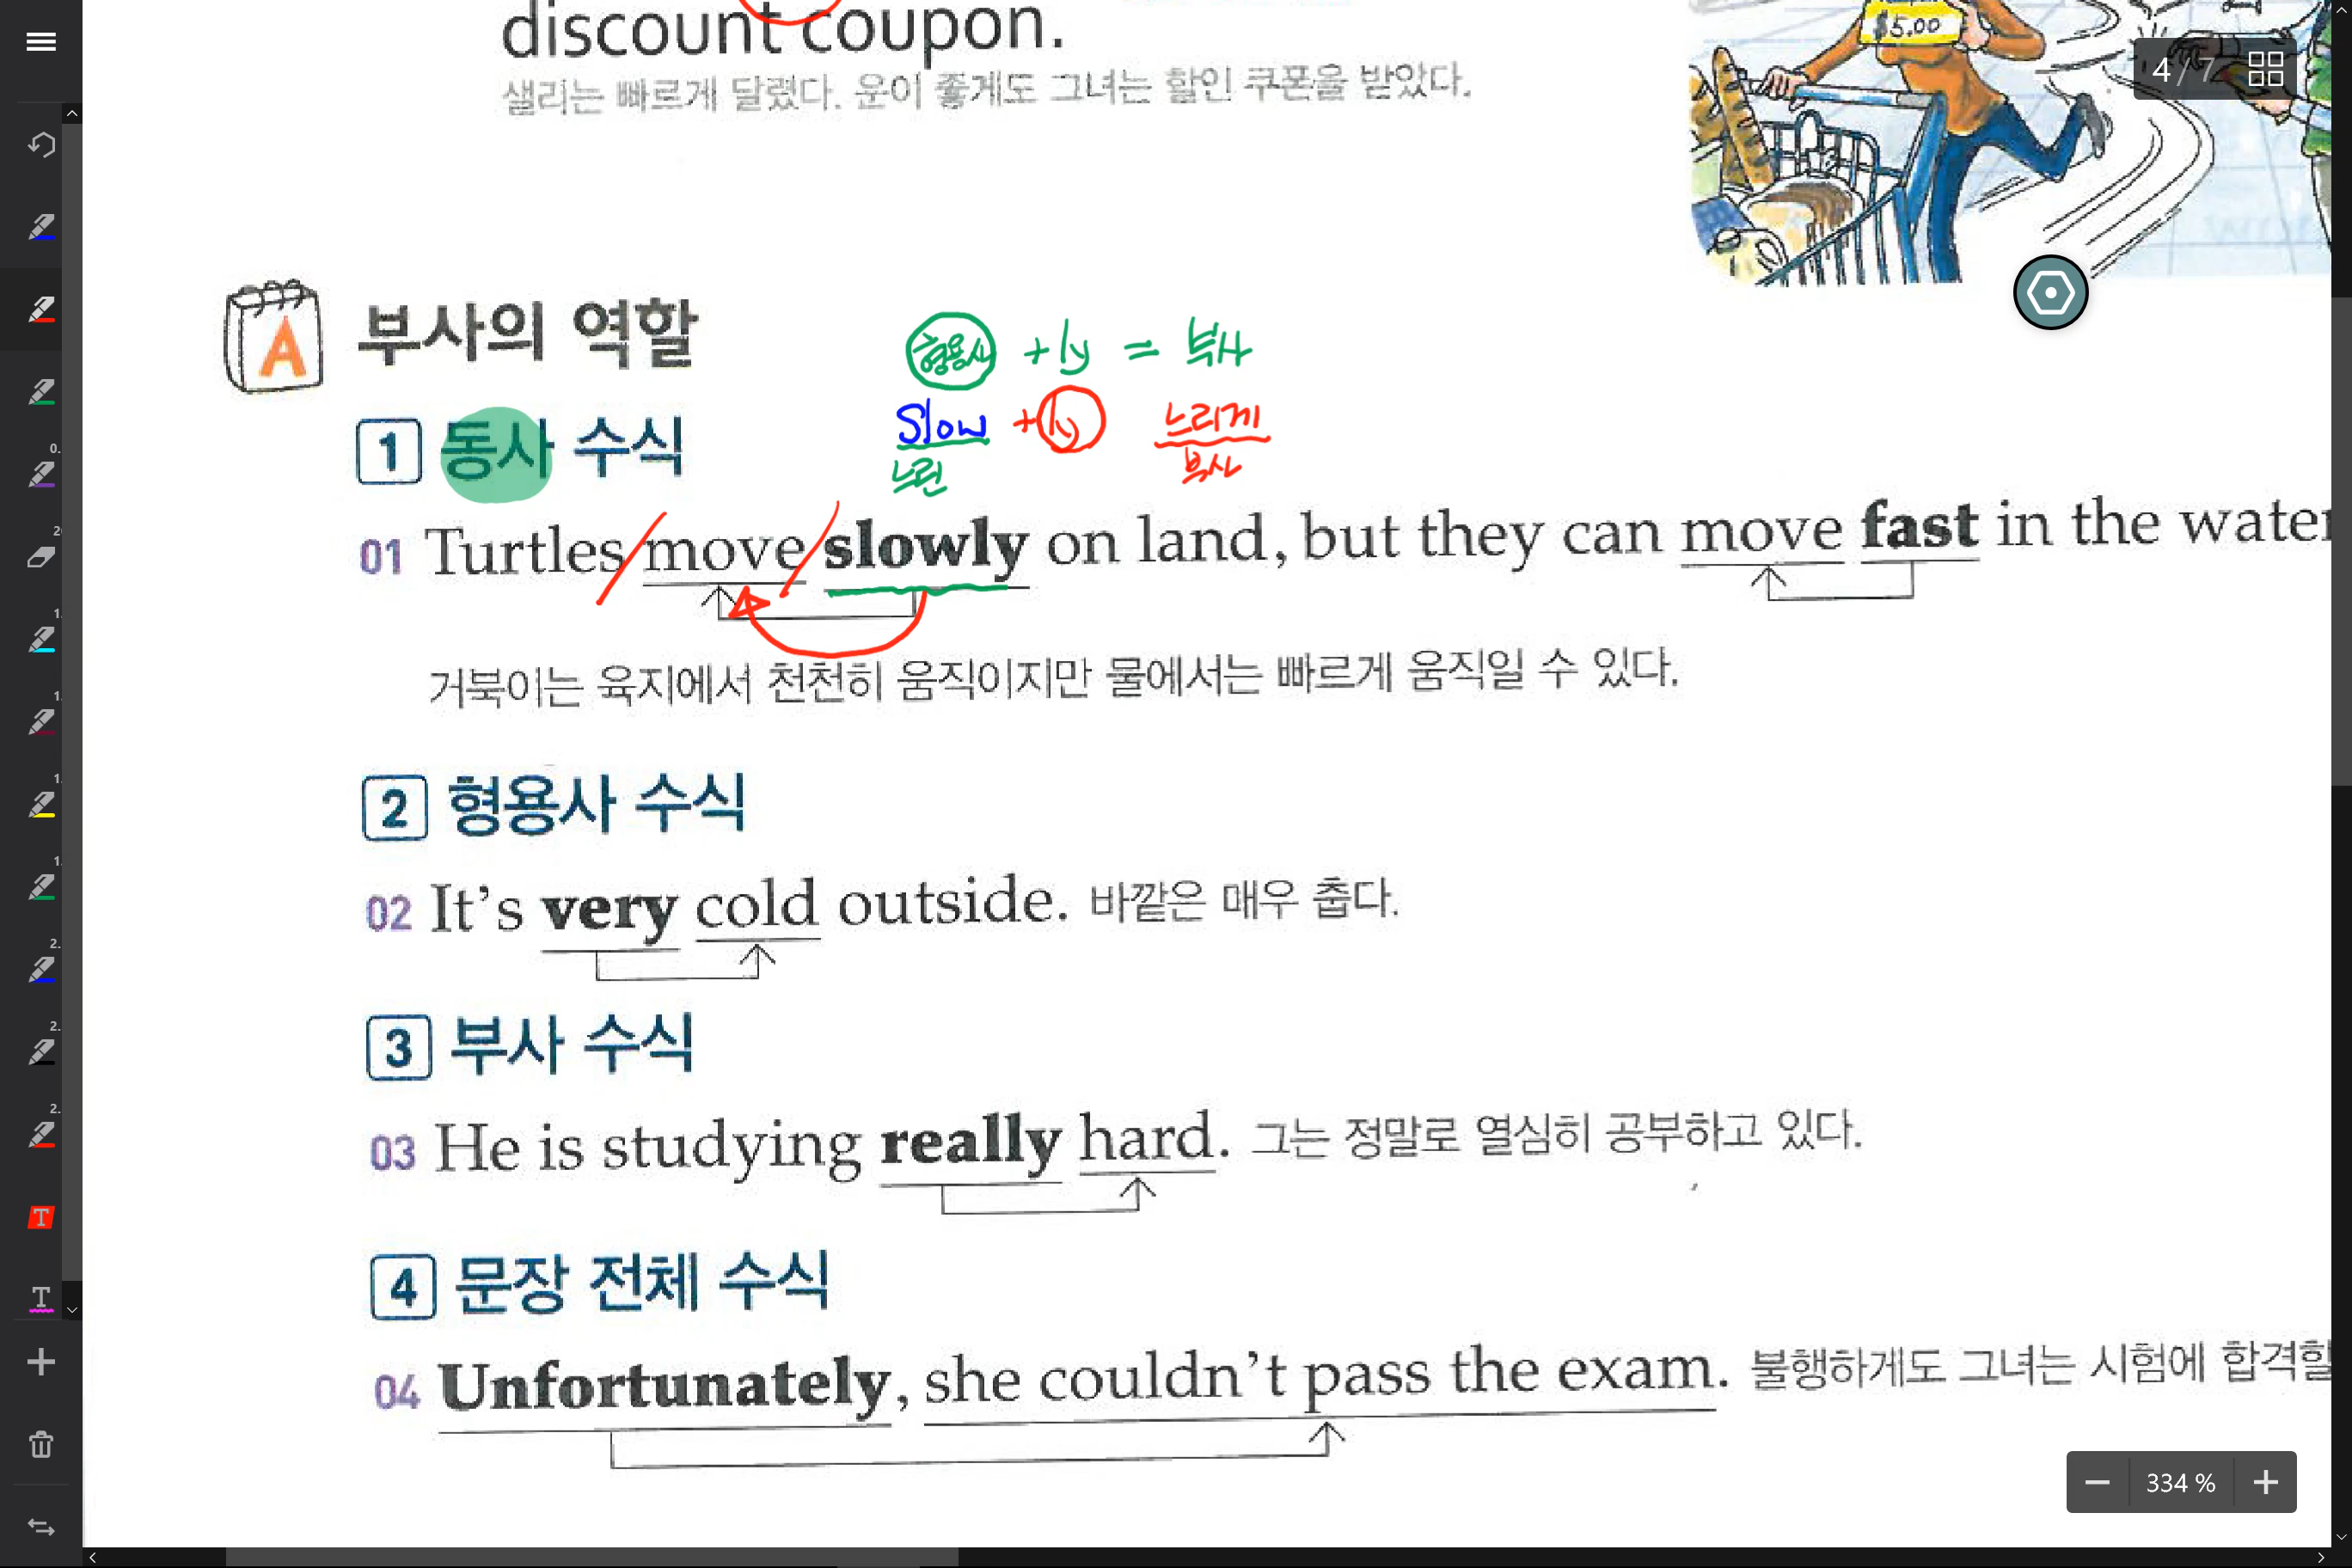 discount coupon.
$5.00
4 / 7
샐리는 빠르게 달렸다. 운이 좋게도 그녀는 할인 쿠폰을 받았다.
A 부사의 역할
형용사 + ly = 부사
1 동사 수식
Slow + ly 느리게
느린 부사
01 Turtles move slowly on land, but they can move fast in the water
거북이는 육지에서 천천히 움직이지만 물에서는 빠르게 움직일 수 있다.
2 형용사 수식
02 It's very cold outside. 바깥은 매우 춥다.
3 부사 수식
03 He is studying really hard. 그는 정말로 열심히 공부하고 있다.
4 문장 전체 수식
04 Unfortunately, she couldn't pass the exam. 불행하게도 그녀는 시험에 합격할
334 %